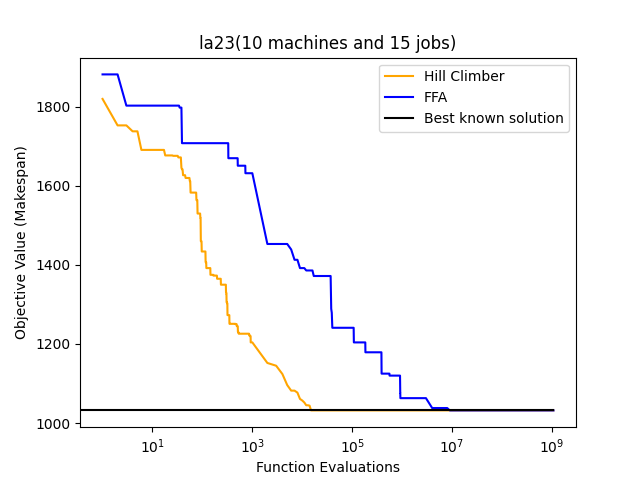 la23(10 machines and 15 jobs)
Hill Climber
FFA
Best known solution
Objective Value (Makespan)
1800
1600
1400
1200
1000
10^1 10^3 10^5 10^7 10^9
Function Evaluations